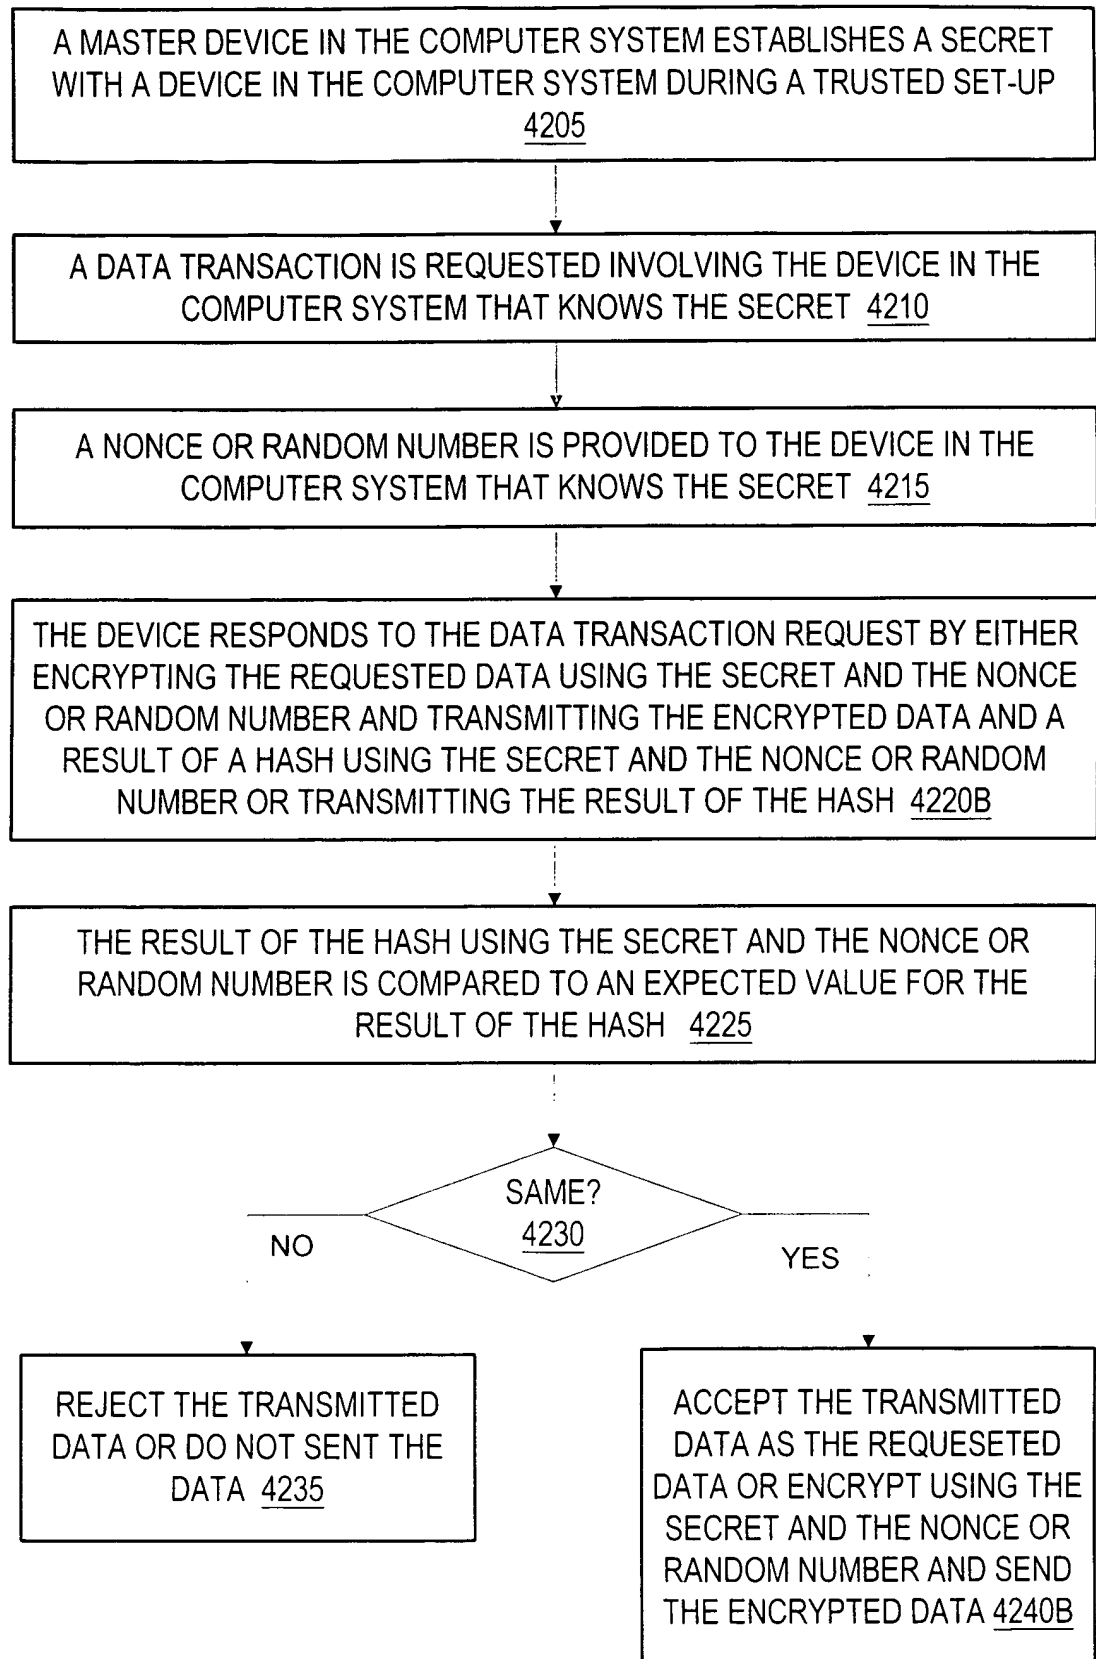 A MASTER DEVICE IN THE COMPUTER SYSTEM ESTABLISHES A SECRET
WITH A DEVICE IN THE COMPUTER SYSTEM DURING A TRUSTED SET-UP
4205
A DATA TRANSACTION IS REQUESTED INVOLVING THE DEVICE IN THE
COMPUTER SYSTEM THAT KNOWS THE SECRET 4210
A NONCE OR RANDOM NUMBER IS PROVIDED TO THE DEVICE IN THE
COMPUTER SYSTEM THAT KNOWS THE SECRET 4215
THE DEVICE RESPONDS TO THE DATA TRANSACTION REQUEST BY EITHER
ENCRYPTING THE REQUESTED DATA USING THE SECRET AND THE NONCE
OR RANDOM NUMBER AND TRANSMITTING THE ENCRYPTED DATA AND A
RESULT OF A HASH USING THE SECRET AND THE NONCE OR RANDOM
NUMBER OR TRANSMITTING THE RESULT OF THE HASH 4220B
THE RESULT OF THE HASH USING THE SECRET AND THE NONCE OR
RANDOM NUMBER IS COMPARED TO AN EXPECTED VALUE FOR THE
RESULT OF THE HASH 4225
SAME?
4230
NO
YES
REJECT THE TRANSMITTED
DATA OR DO NOT SENT THE
DATA 4235
ACCEPT THE TRANSMITTED
DATA AS THE REQUESETED
DATA OR ENCRYPT USING THE
SECRET AND THE NONCE OR
RANDOM NUMBER AND SEND
THE ENCRYPTED DATA 4240B